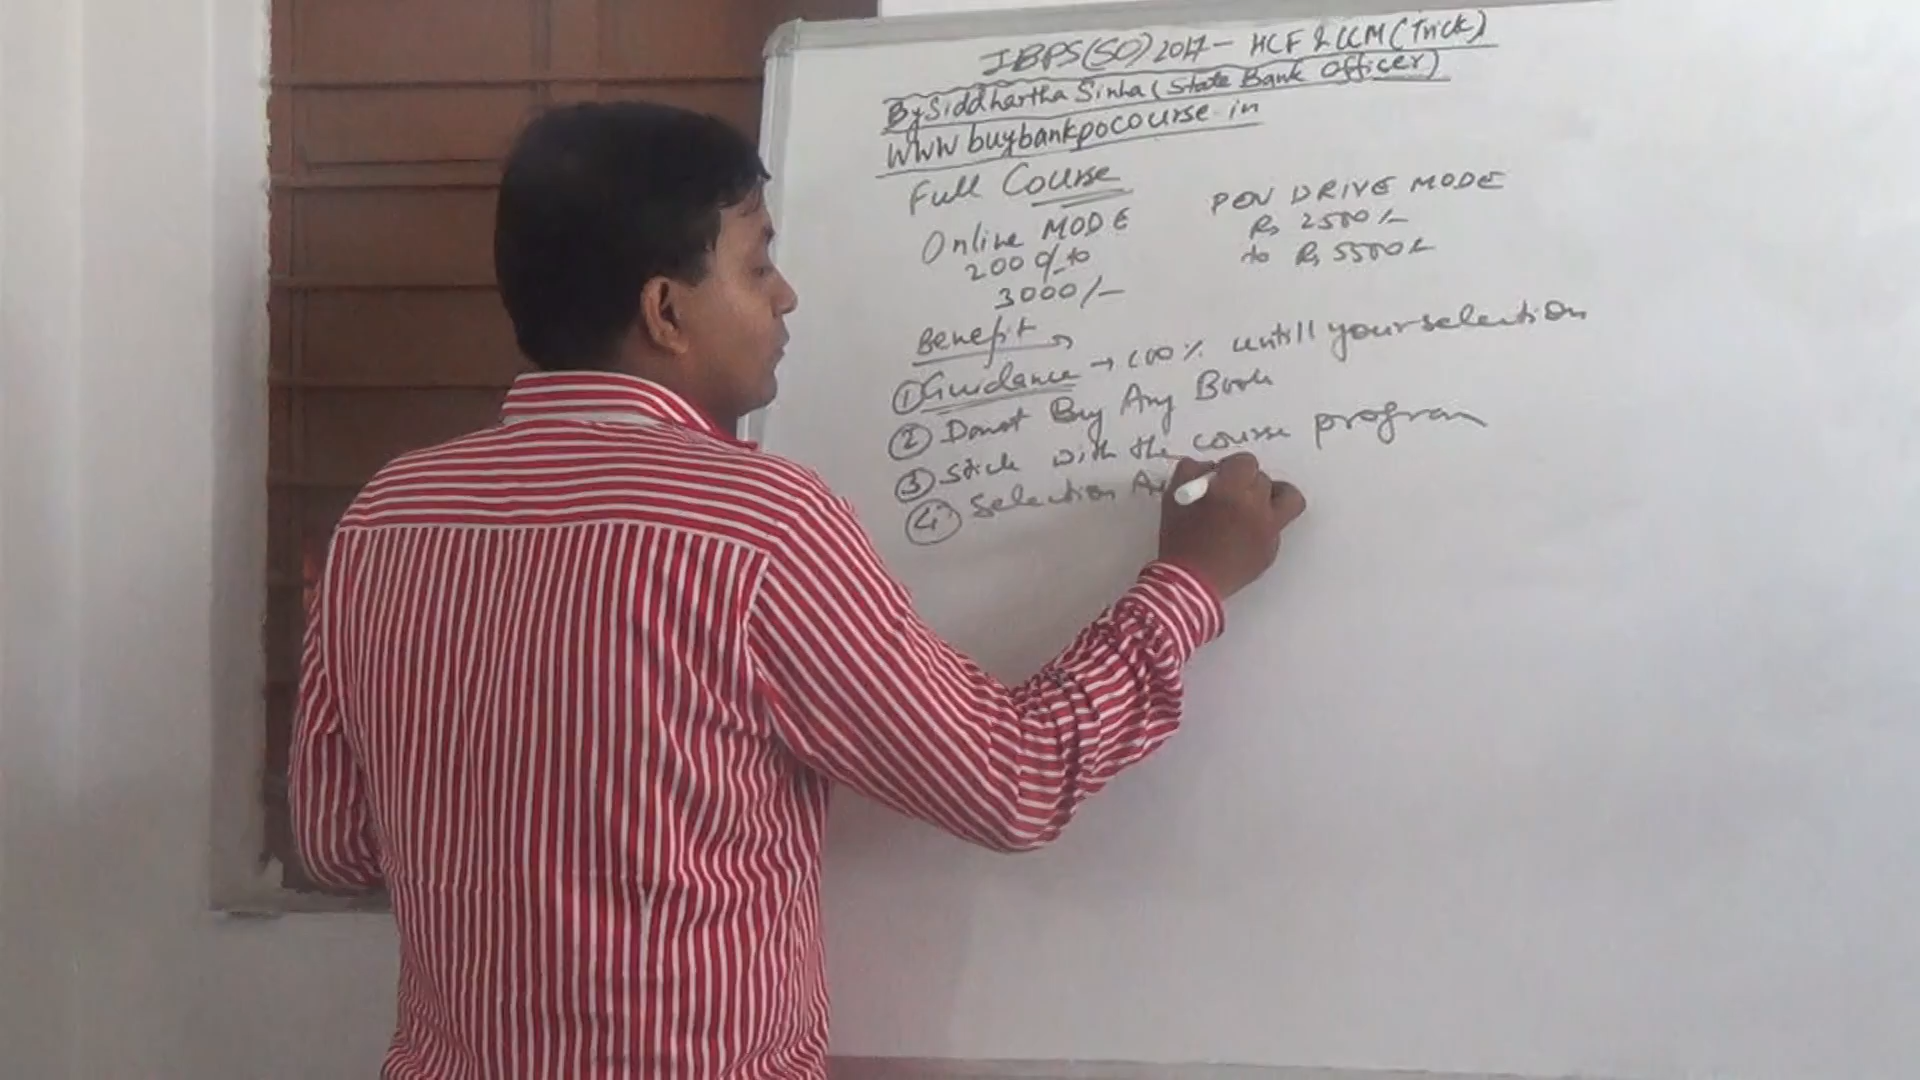 IBPS(SO) 2017 - HCF & LCM (Trick)
By Siddhartha Sinha (State Bank Officer)
www buybankpocourse.in
Full Course
Online MODE
2000/- to
3000/-
PEN DRIVE MODE
Rs 2500/-
to Rs 5500/-
Benefit
① Guidance → 100% untill your selection
② Donot Buy Any Book
③ Stick with the course program
④ Selection